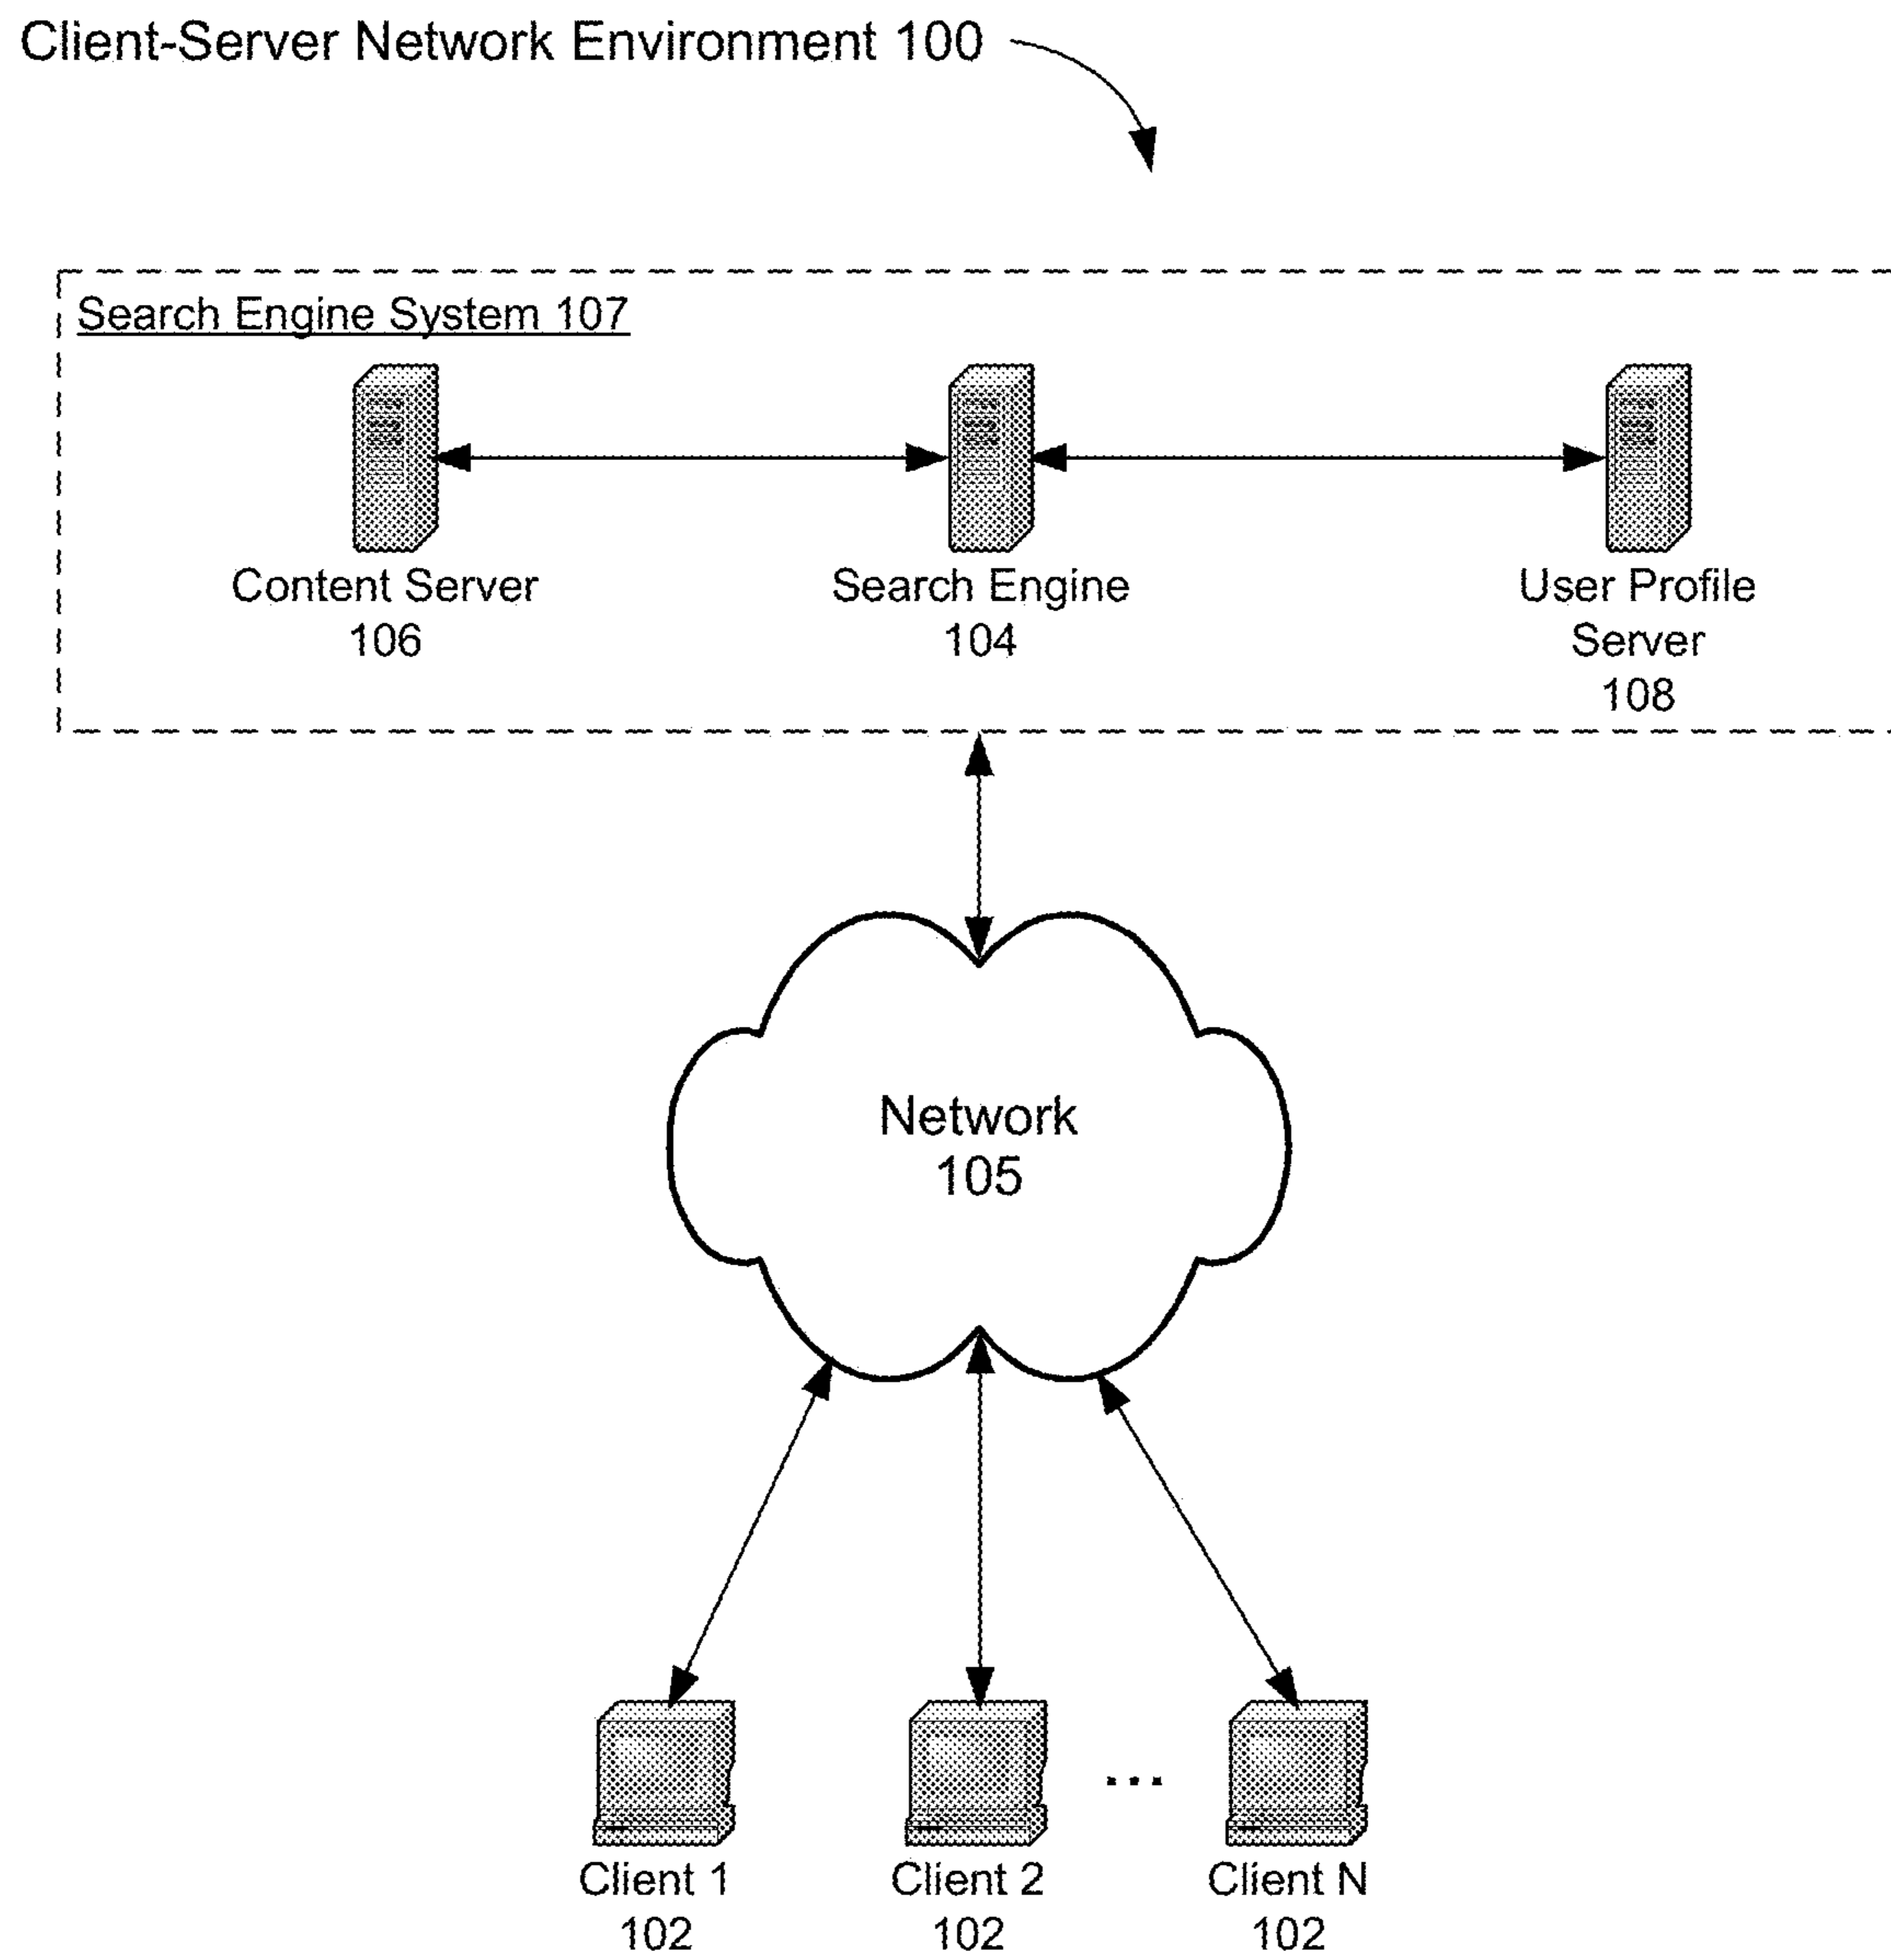 Client-Server Network Environment 100
Search Engine System 107
Content Server
106
Search Engine
104
User Profile
Server
108
Network
105
...
Client 1
102
Client 2
102
Client N
102